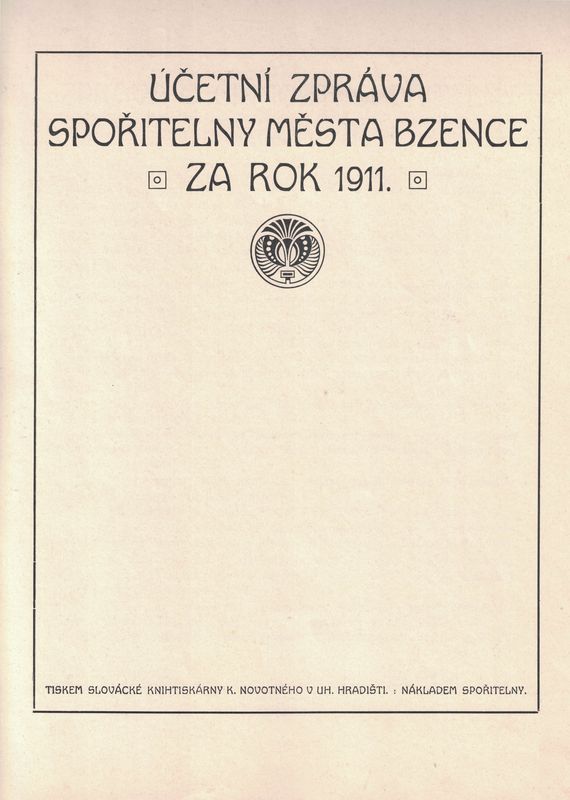 ÚČETNÍ ZPRÁVA
SPOŘITELNY MĚSTA BZENCE
ZA ROK 1911.
TISKEM SLOVÁCKÉ KNIHTISKÁRNY K. NOVOTNÉHO V UH. HRADIŠTI. : NÁKLADEM SPOŘITELNY.